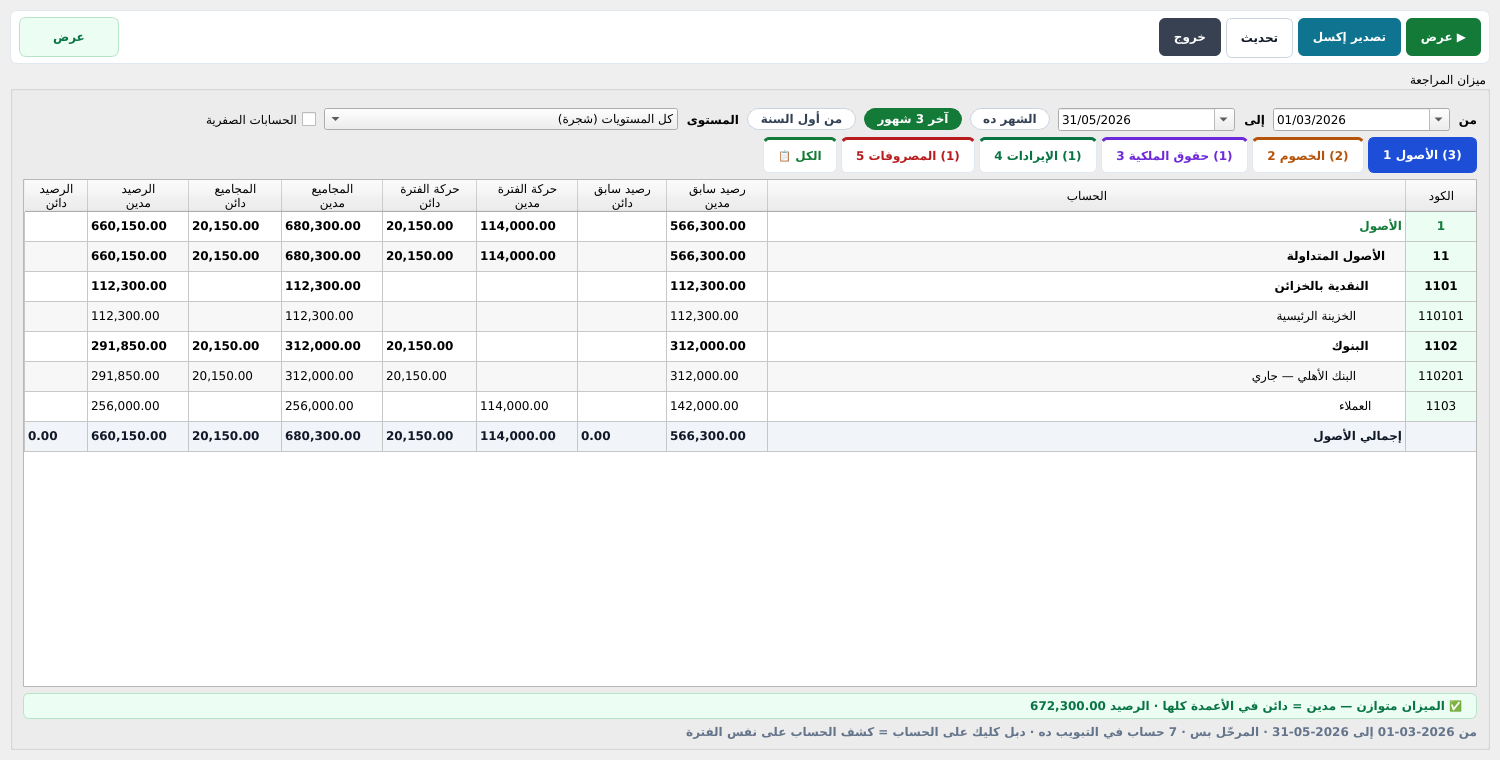 ▶ عرض
تصدير إكسل
تحديث
خروج
عرض
ميزان المراجعة
من 01/03/2026 إلى 31/05/2026 الشهر ده آخر 3 شهور من أول السنة المستوى كل المستويات (شجرة) الحسابات الصفرية
1 الأصول (3)
2 الخصوم (2)
3 حقوق الملكية (1)
4 الإيرادات (1)
5 المصروفات (1)
📋 الكل
الكود | الحساب | رصيد سابق مدين | رصيد سابق دائن | حركة الفترة مدين | حركة الفترة دائن | المجاميع مدين | المجاميع دائن | الرصيد مدين | الرصيد دائن
1 الأصول 566,300.00 114,000.00 20,150.00 680,300.00 20,150.00 660,150.00
11 الأصول المتداولة 566,300.00 114,000.00 20,150.00 680,300.00 20,150.00 660,150.00
1101 النقدية بالخزائن 112,300.00 112,300.00 112,300.00
110101 الخزينة الرئيسية 112,300.00 112,300.00 112,300.00
1102 البنوك 312,000.00 20,150.00 312,000.00 20,150.00 291,850.00
110201 البنك الأهلي — جاري 312,000.00 20,150.00 312,000.00 20,150.00 291,850.00
1103 العملاء 142,000.00 114,000.00 256,000.00 256,000.00
إجمالي الأصول 566,300.00 0.00 114,000.00 20,150.00 680,300.00 20,150.00 660,150.00 0.00
✅ الميزان متوازن — مدين = دائن في الأعمدة كلها · الرصيد 672,300.00
من 2026-03-01 إلى 2026-05-31 · المرحّل بس · 7 حساب في التبويب ده · دبل كليك على الحساب = كشف الحساب على نفس الفترة